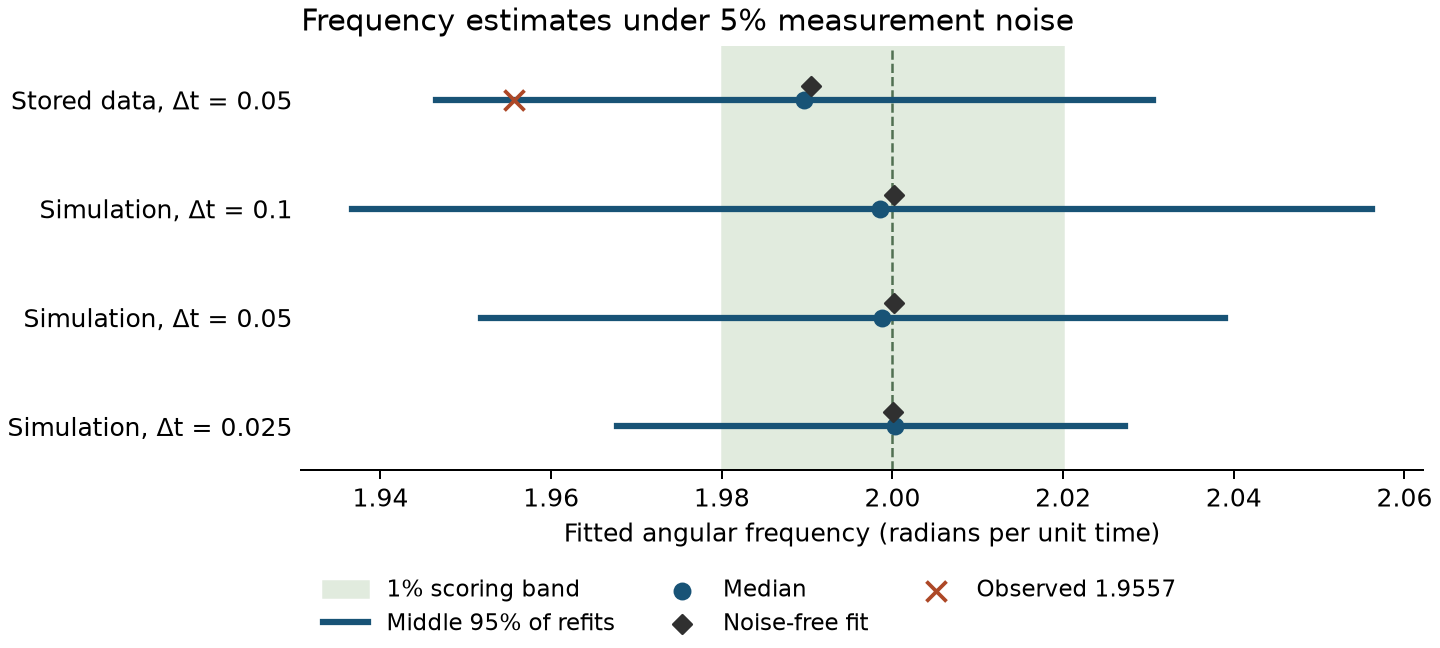 Frequency estimates under 5% measurement noise
Stored data, Δt = 0.05
Simulation, Δt = 0.1
Simulation, Δt = 0.05
Simulation, Δt = 0.025
1.94 1.96 1.98 2.00 2.02 2.04 2.06
Fitted angular frequency (radians per unit time)
1% scoring band Median Observed 1.9557
Middle 95% of refits Noise-free fit